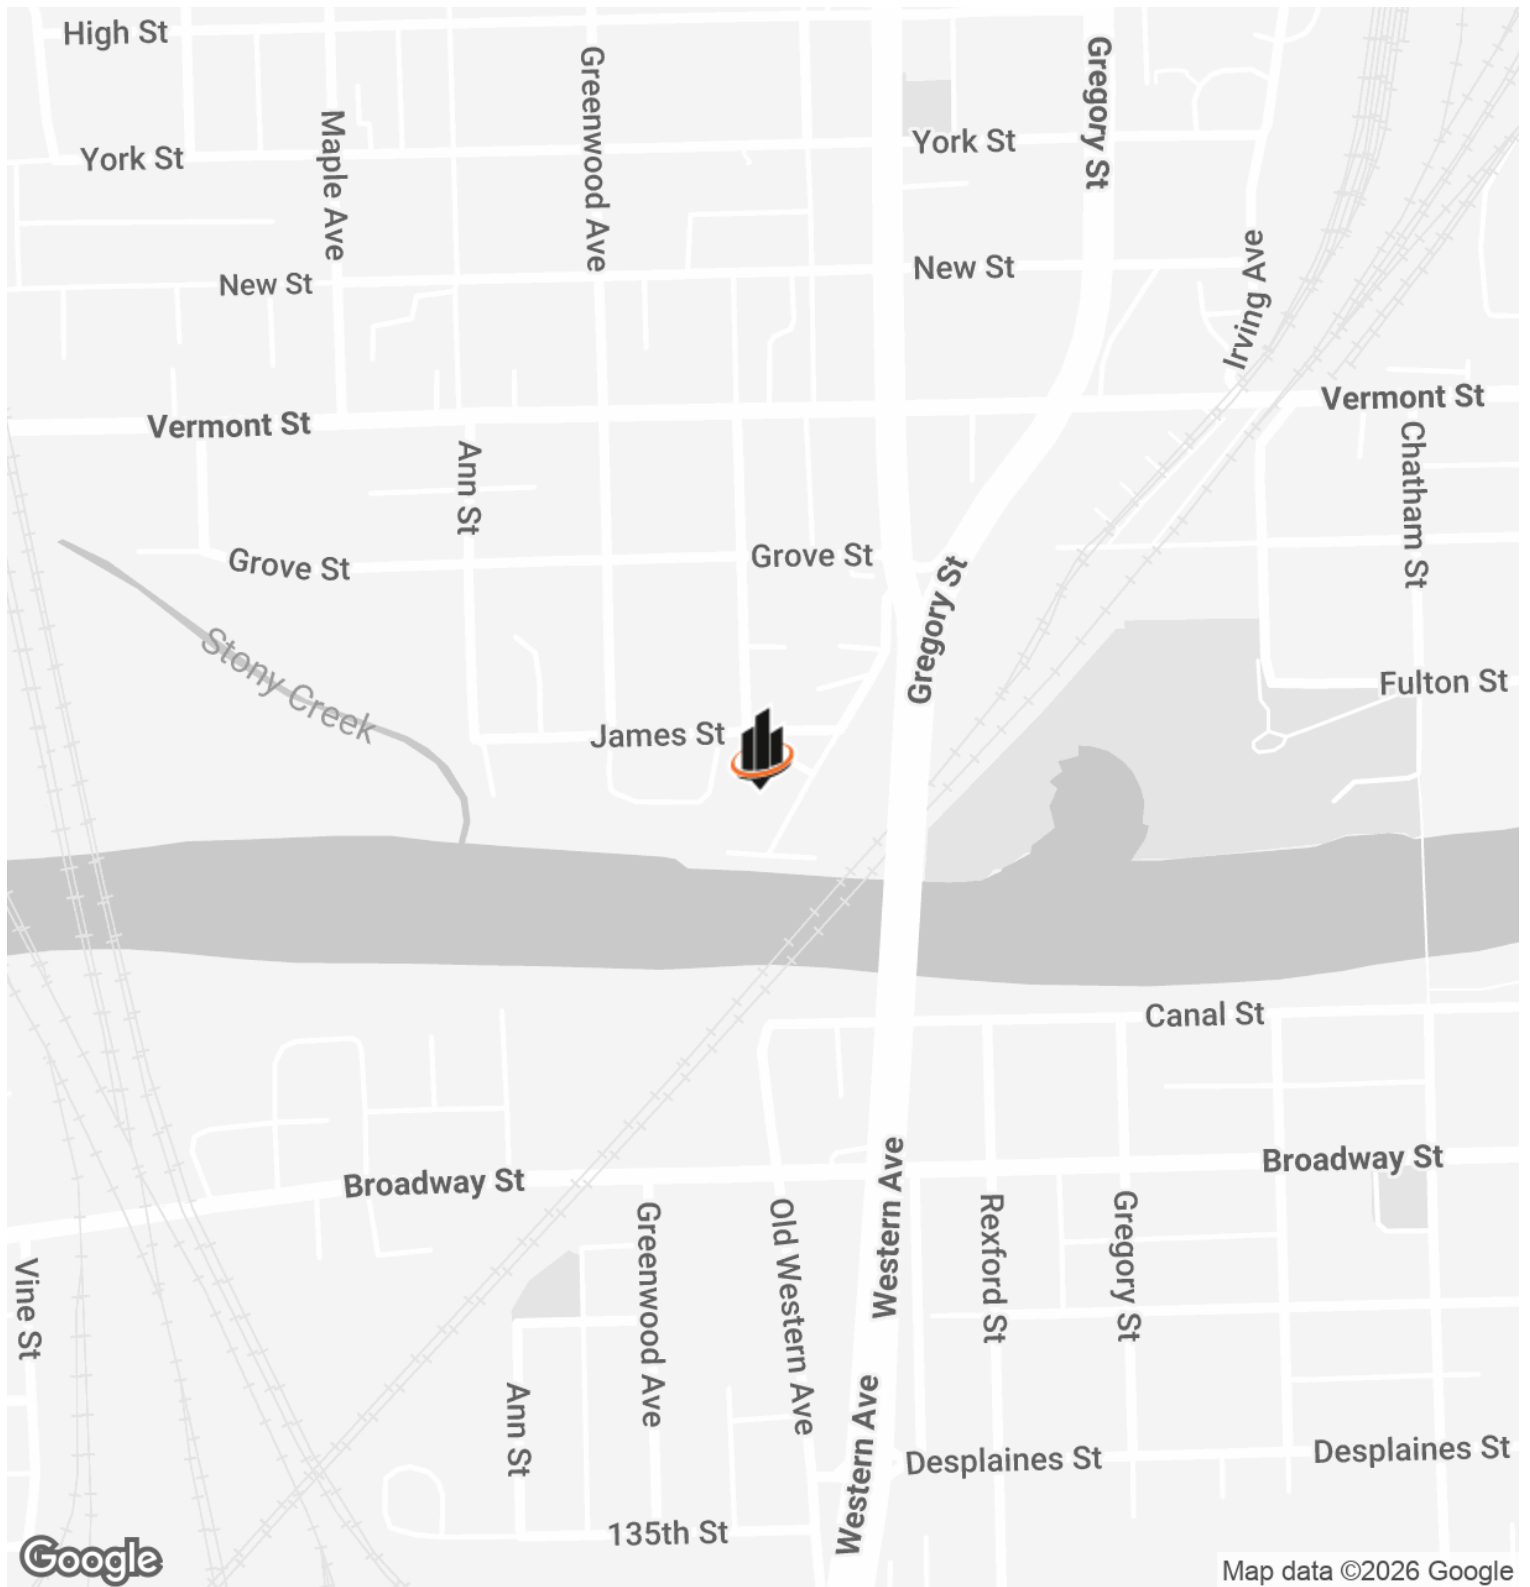 High St
Greenwood Ave
Gregory St
Maple Ave
York St
York St
New St
New St
Irving Ave
Vermont St
Vermont St
Ann St
Chatham St
Grove St
Grove St
Gregory St
Stony Creek
James St
Fulton St
Canal St
Broadway St
Broadway St
Western Ave
Rexford St
Gregory St
Greenwood Ave
Old Western Ave
Vine St
Ann St
Western Ave
Desplaines St
Desplaines St
135th St
Google
Map data ©2026 Google